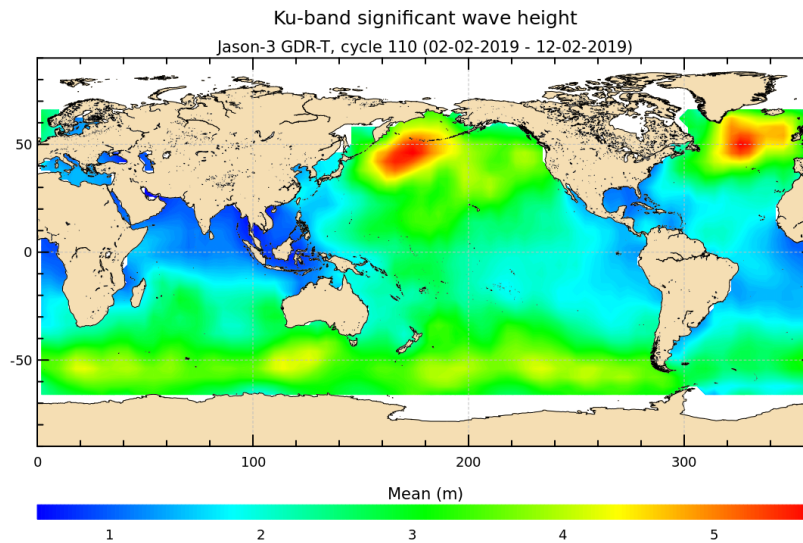 Ku-band significant wave height
Jason-3 GDR-T, cycle 110 (02-02-2019 - 12-02-2019)
50
0
-50
0 100 200 300
Mean (m)
1 2 3 4 5